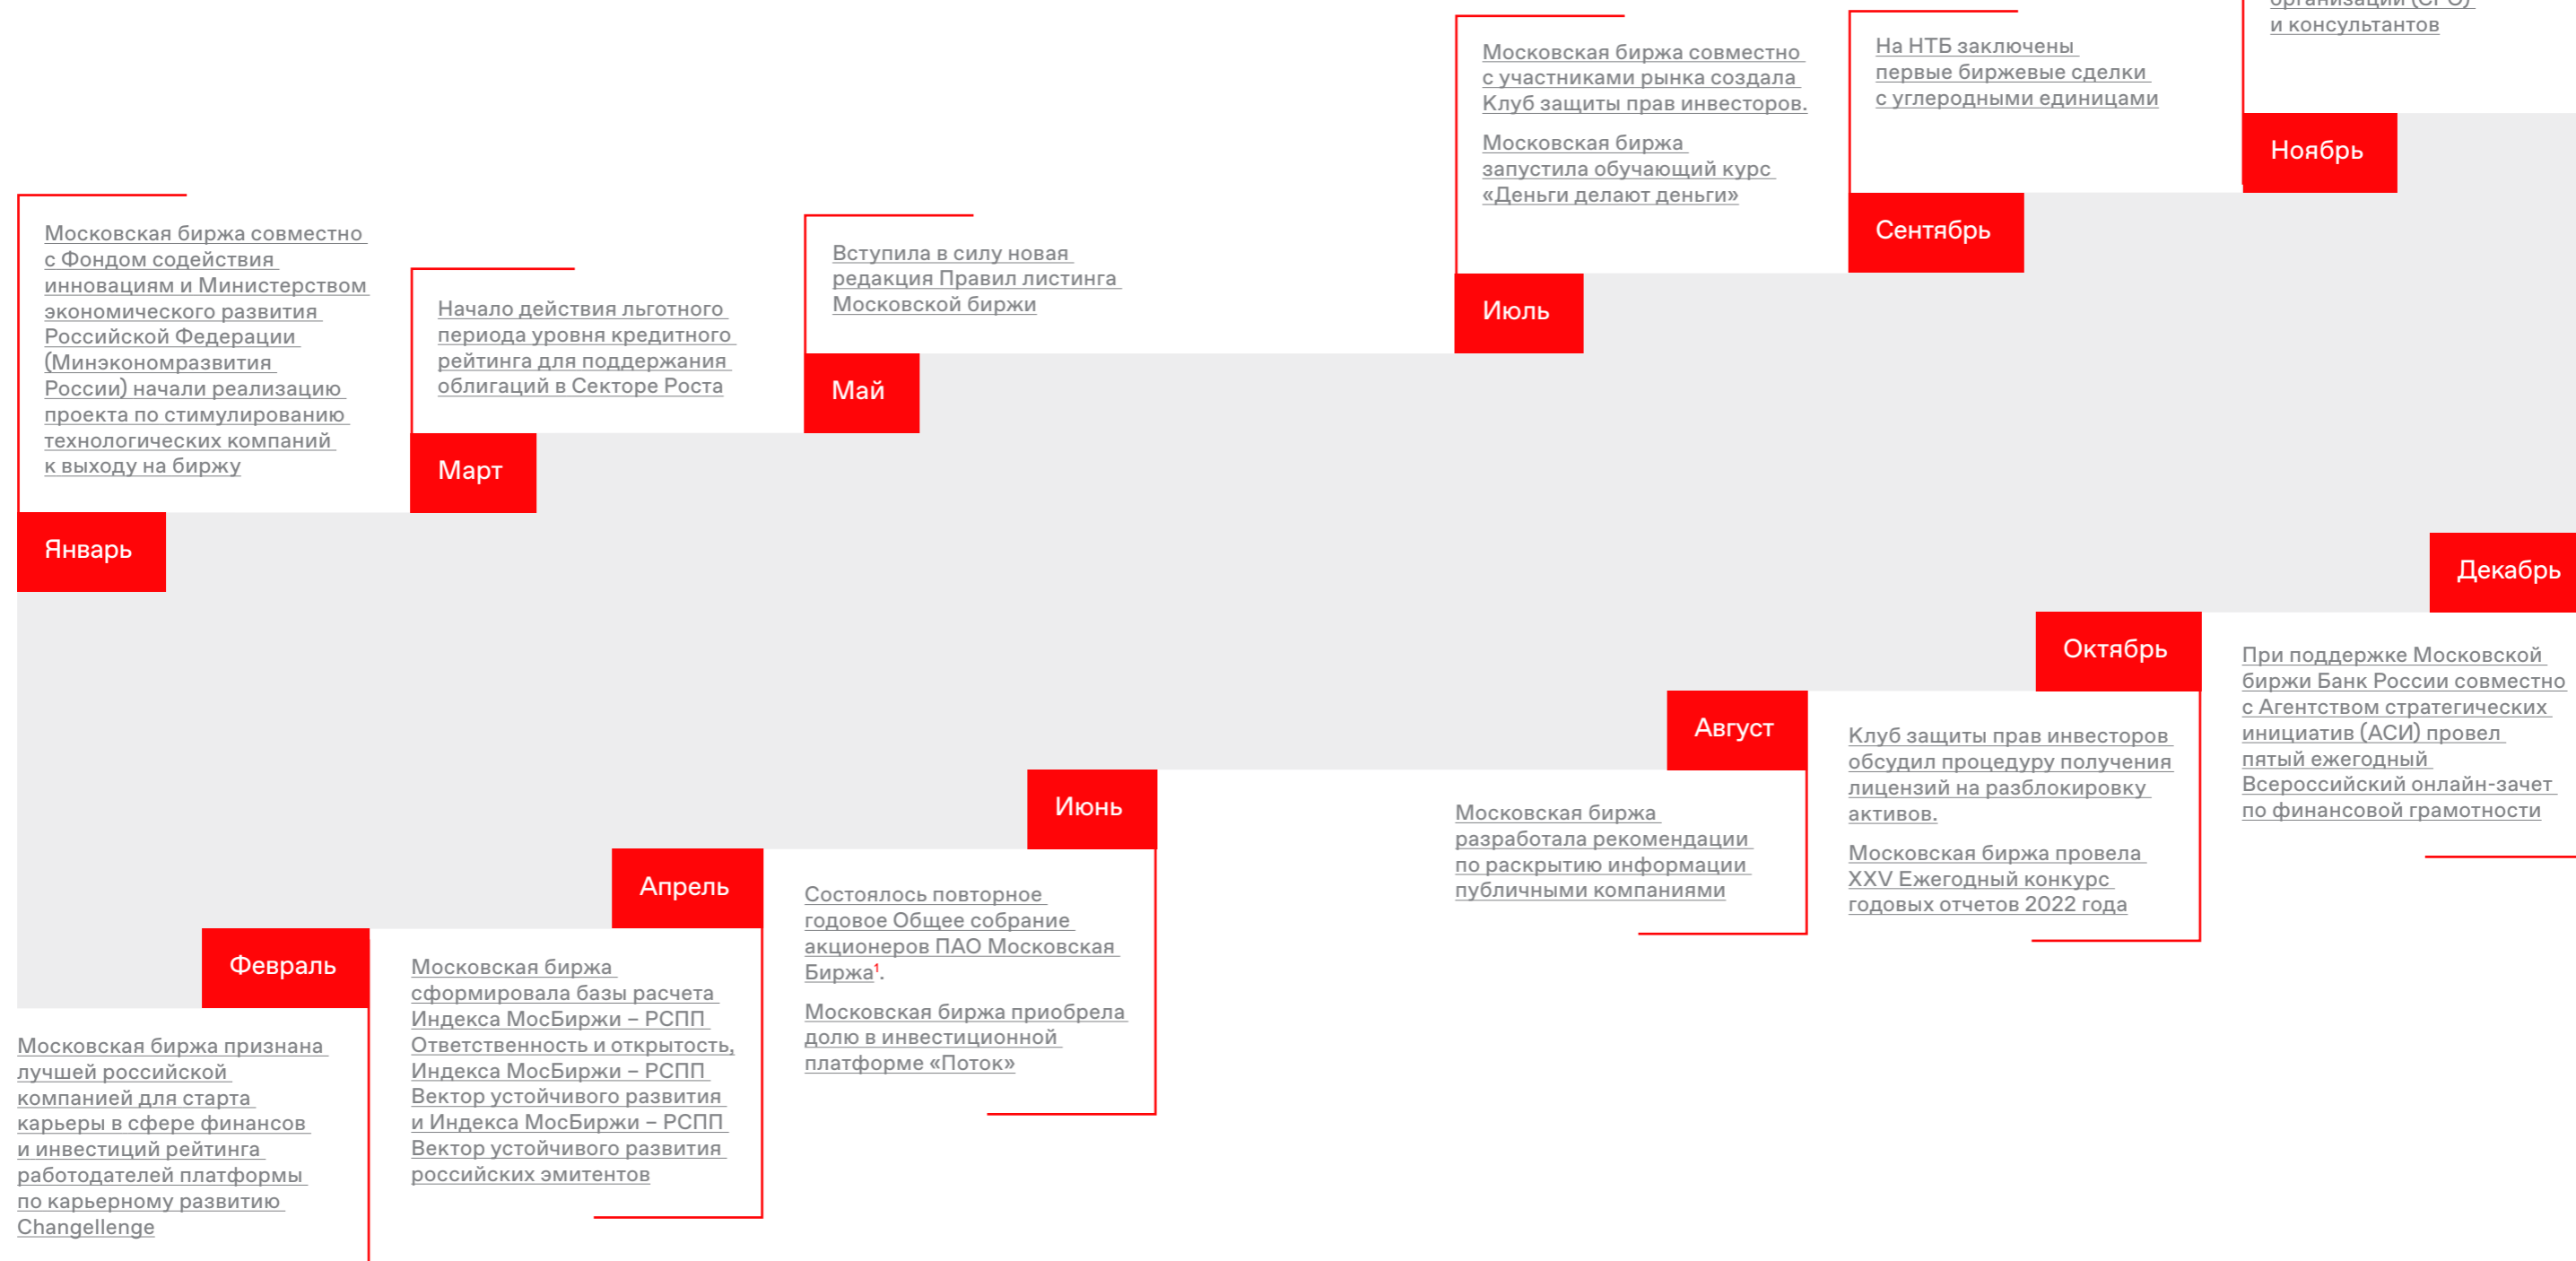 Московская биржа совместно
с Фондом содействия
инновациям и Министерством
экономического развития
Российской Федерации
(Минэкономразвития
России) начали реализацию
проекта по стимулированию
технологических компаний
к выходу на биржу
Январь
Московская биржа признана
лучшей российской
компанией для старта
карьеры в сфере финансов
и инвестиций рейтинга
работодателей платформы
по карьерному развитию
Changellenge
Февраль
Начало действия льготного
периода уровня кредитного
рейтинга для поддержания
облигаций в Секторе Роста
Март
Апрель
Московская биржа
сформировала базы расчета
Индекса МосБиржи – РСПП
Ответственность и открытость,
Индекса МосБиржи – РСПП
Вектор устойчивого развития
и Индекса МосБиржи – РСПП
Вектор устойчивого развития
российских эмитентов
Вступила в силу новая
редакция Правил листинга
Московской биржи
Май
Июнь
Состоялось повторное
годовое Общее собрание
акционеров ПАО Московская
Биржа¹.
Московская биржа приобрела
долю в инвестиционной
платформе «Поток»
Московская биржа совместно
с участниками рынка создала
Клуб защиты прав инвесторов.
Московская биржа
запустила обучающий курс
«Деньги делают деньги»
Июль
Август
Московская биржа
разработала рекомендации
по раскрытию информации
публичными компаниями
На НТБ заключены
первые биржевые сделки
с углеродными единицами
Сентябрь
Октябрь
Клуб защиты прав инвесторов
обсудил процедуру получения
лицензий на разблокировку
активов.
Московская биржа провела
XXV Ежегодный конкурс
годовых отчетов 2022 года
и консультантов
Ноябрь
Декабрь
При поддержке Московской
биржи Банк России совместно
с Агентством стратегических
инициатив (АСИ) провел
пятый ежегодный
Всероссийский онлайн-зачет
по финансовой грамотности